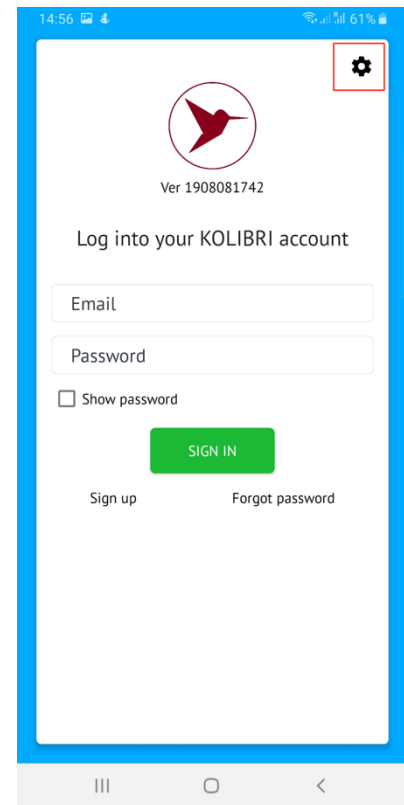 14:56 61%
Ver 1908081742
Log into your KOLIBRI account
Email
Password
Show password
SIGN IN
Sign up Forgot password